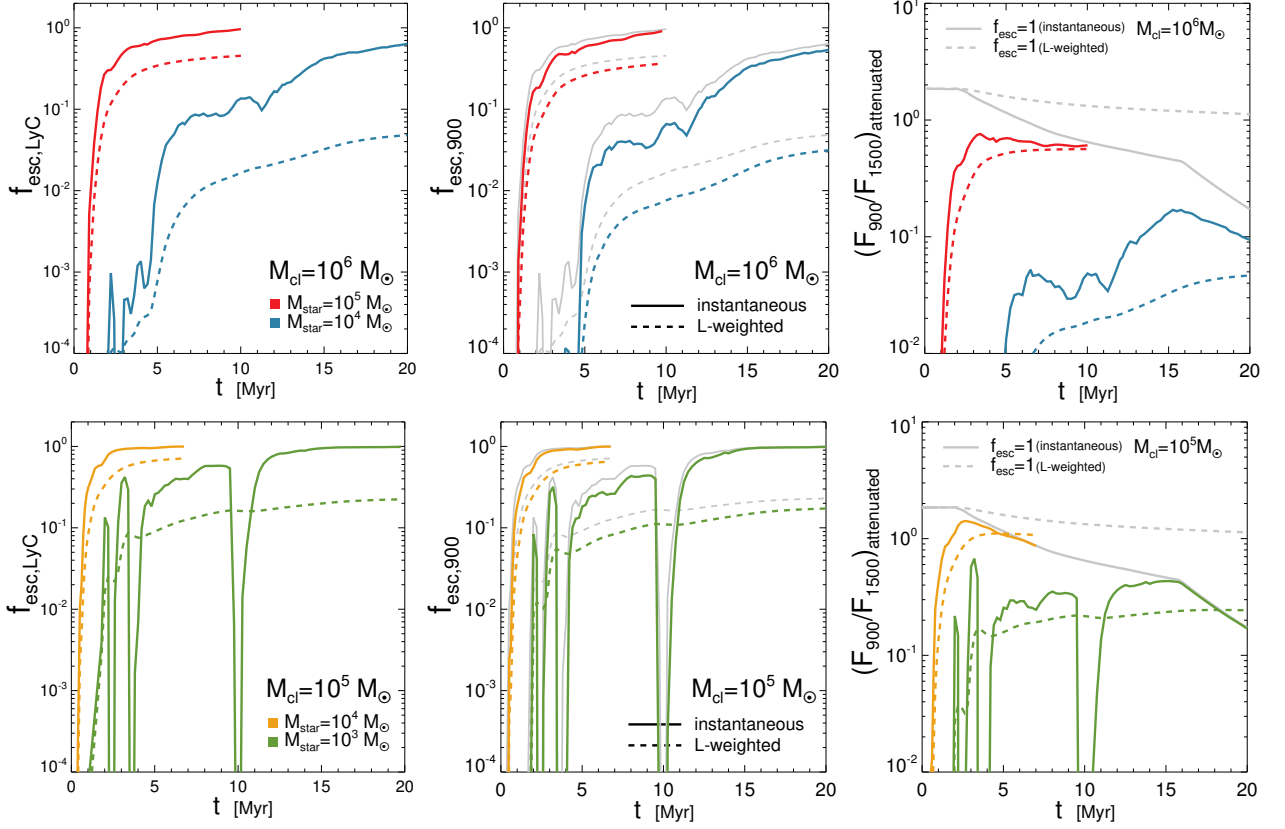 f_esc,LyC
10^0
10^-1
10^-2
10^-3
10^-4
M_cl=10^6 M_⊙
M_star=10^5 M_⊙
M_star=10^4 M_⊙
0 5 10 15 20
t [Myr]
f_esc,900
10^0
10^-1
10^-2
10^-3
10^-4
M_cl=10^6 M_⊙
instantaneous
L-weighted
0 5 10 15 20
t [Myr]
(F_900/F_1500)_attenuated
10^1
10^0
10^-1
10^-2
f_esc=1 (instantaneous) M_cl=10^6M_⊙
f_esc=1 (L-weighted)
0 5 10 15 20
t [Myr]
f_esc,LyC
10^0
10^-1
10^-2
10^-3
10^-4
M_cl=10^5 M_⊙
M_star=10^4 M_⊙
M_star=10^3 M_⊙
0 5 10 15 20
t [Myr]
f_esc,900
10^0
10^-1
10^-2
10^-3
10^-4
M_cl=10^5 M_⊙
instantaneous
L-weighted
0 5 10 15 20
t [Myr]
(F_900/F_1500)_attenuated
10^1
10^0
10^-1
10^-2
f_esc=1 (instantaneous) M_cl=10^5M_⊙
f_esc=1 (L-weighted)
0 5 10 15 20
t [Myr]